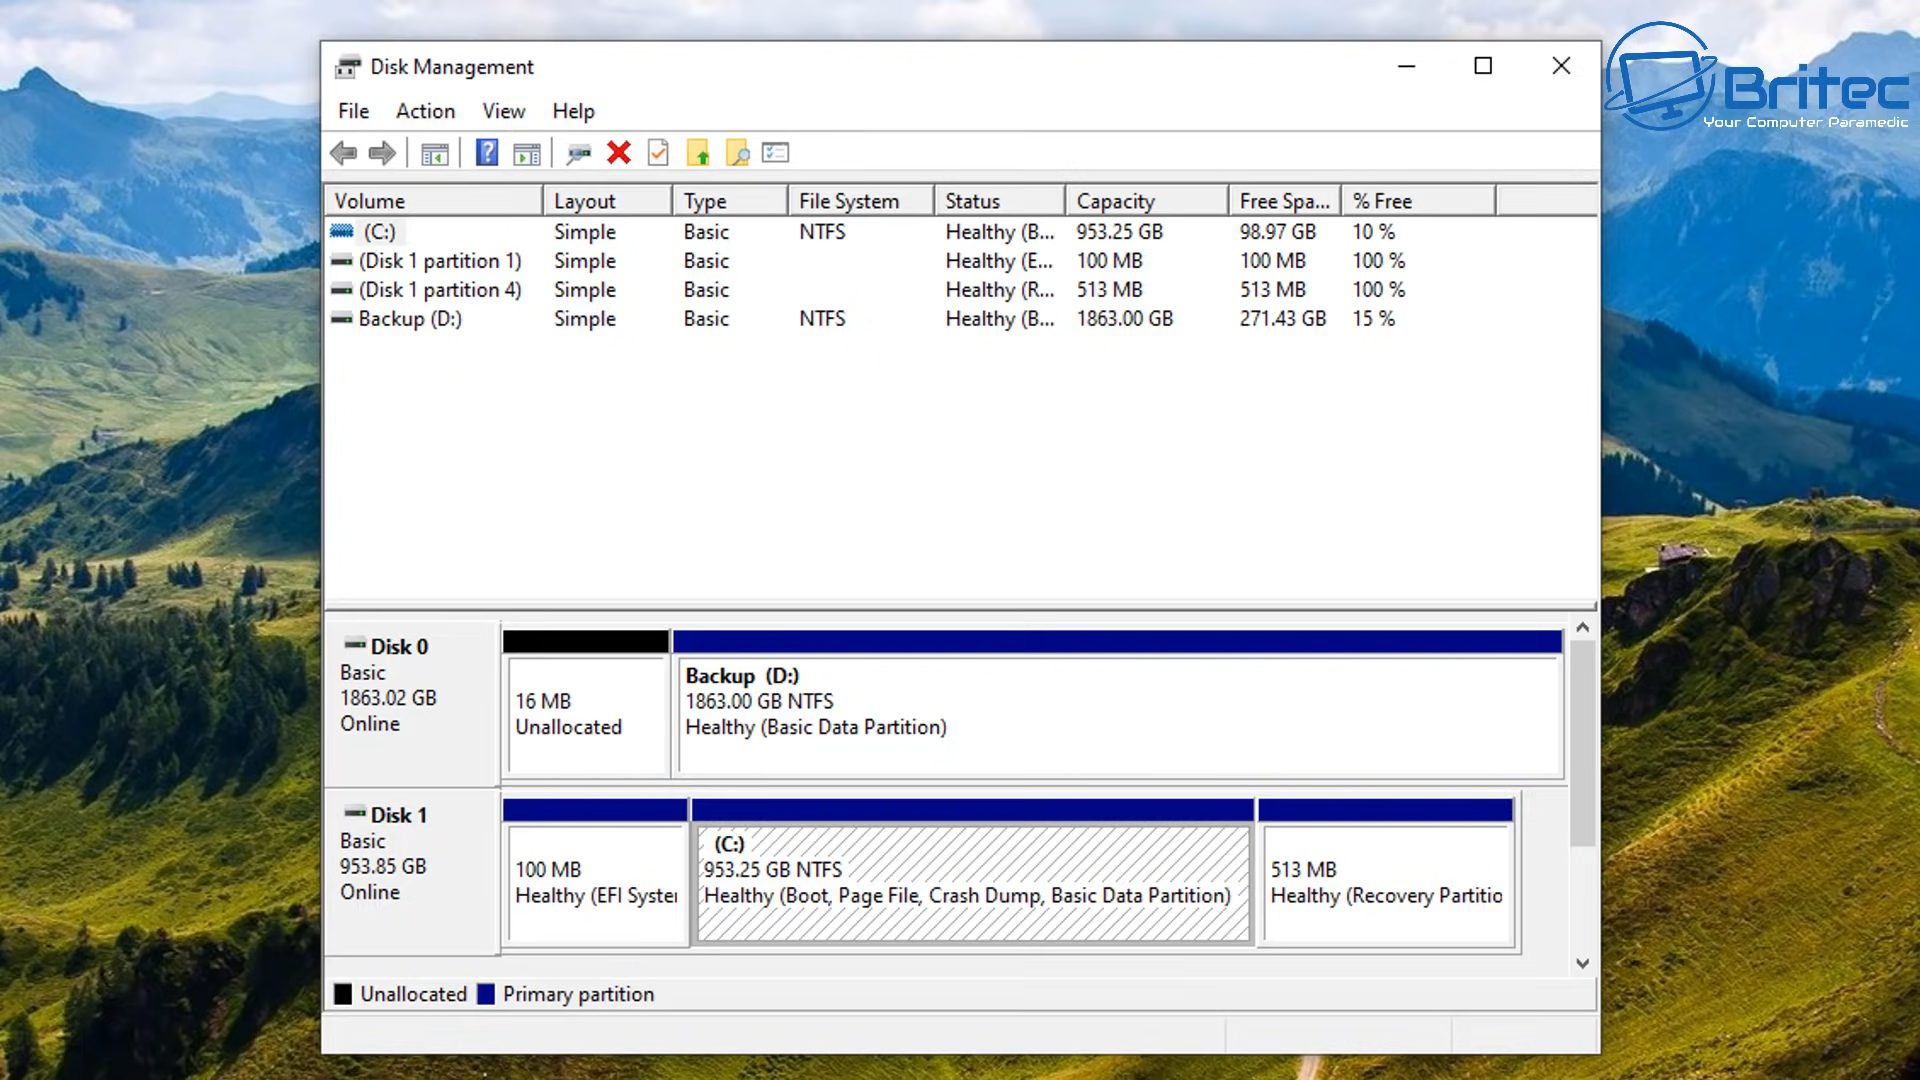 Disk Management
File Action View Help
Volume Layout Type File System Status Capacity Free Spa... % Free
(C:) Simple Basic NTFS Healthy (B... 953.25 GB 98.97 GB 10 %
(Disk 1 partition 1) Simple Basic Healthy (E... 100 MB 100 MB 100 %
(Disk 1 partition 4) Simple Basic Healthy (R... 513 MB 513 MB 100 %
Backup (D:) Simple Basic NTFS Healthy (B... 1863.00 GB 271.43 GB 15 %
Disk 0
Basic
1863.02 GB
Online
16 MB
Unallocated
Backup (D:)
1863.00 GB NTFS
Healthy (Basic Data Partition)
Disk 1
Basic
953.85 GB
Online
100 MB
Healthy (EFI System
(C:)
953.25 GB NTFS
Healthy (Boot, Page File, Crash Dump, Basic Data Partition)
513 MB
Healthy (Recovery Partitio
Unallocated Primary partition
Britec
Your Computer Paramedic